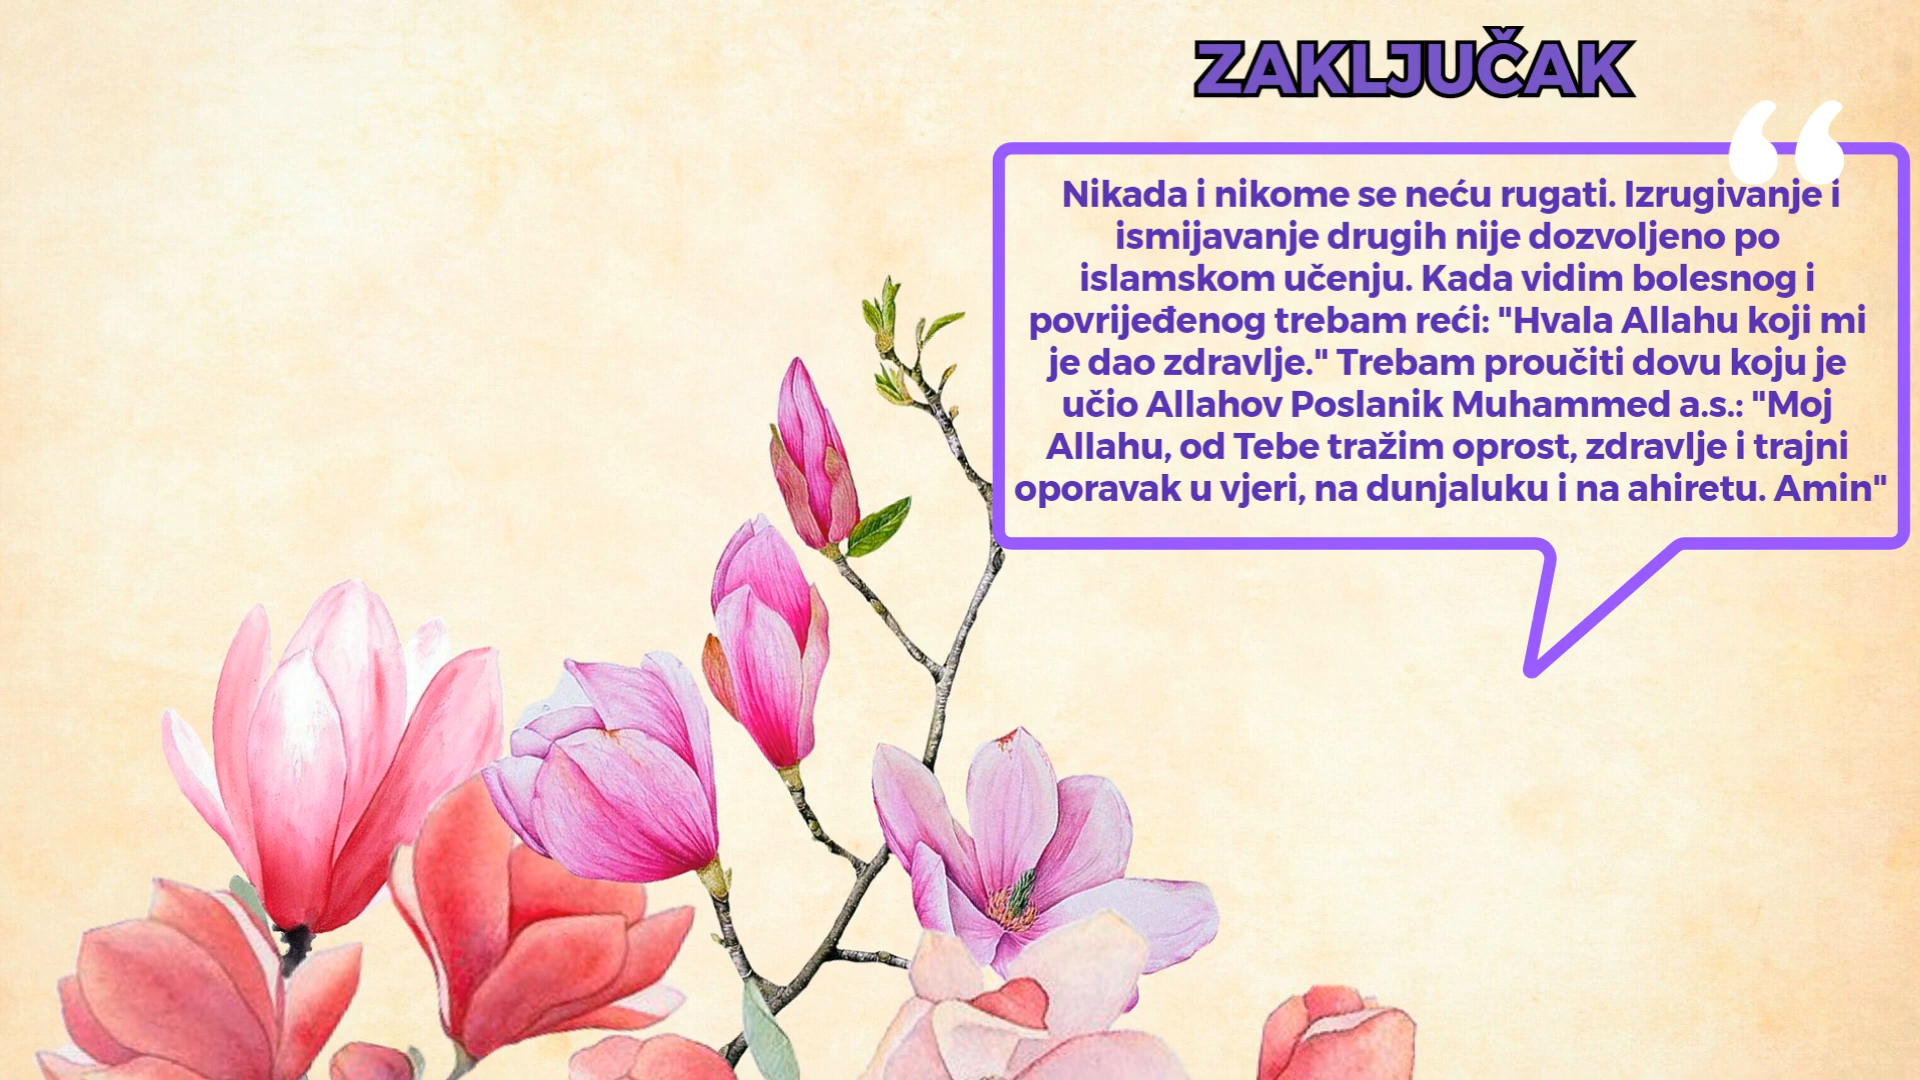 ZAKLJUČAK
Nikada i nikome se neću rugati. Izrugivanje i
ismijavanje drugih nije dozvoljeno po
islamskom učenju. Kada vidim bolesnog i
povrijeđenog trebam reći: "Hvala Allahu koji mi
je dao zdravlje." Trebam proučiti dovu koju je
učio Allahov Poslanik Muhammed a.s.: "Moj
Allahu, od Tebe tražim oprost, zdravlje i trajni
oporavak u vjeri, na dunjaluku i na ahiretu. Amin"